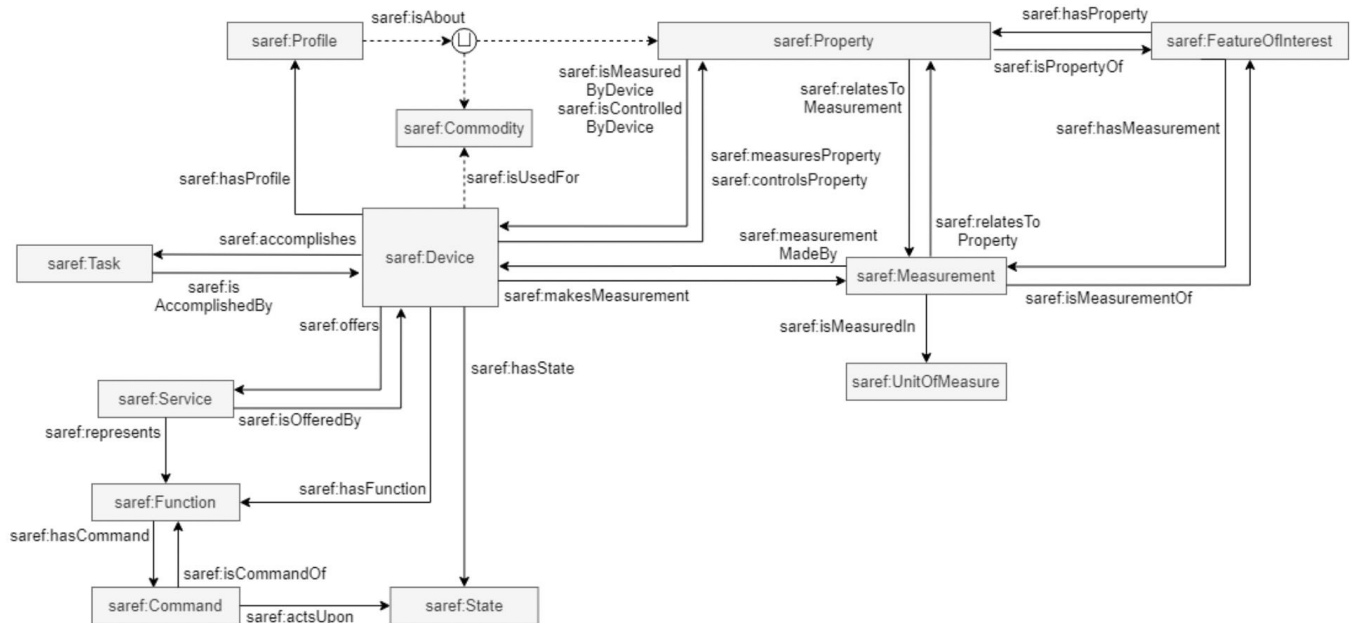 saref:isAbout
saref:hasProperty
saref:Profile
⊔
saref:Property
saref:FeatureOfInterest
saref:isPropertyOf
saref:isMeasured
ByDevice
saref:isControlled
ByDevice
saref:relatesTo
Measurement
saref:Commodity
saref:hasMeasurement
saref:measuresProperty
saref:controlsProperty
saref:hasProfile
saref:isUsedFor
saref:relatesTo
Property
saref:accomplishes
saref:measurement
MadeBy
saref:Task
saref:Device
saref:Measurement
saref:is
AccomplishedBy
saref:makesMeasurement
saref:isMeasurementOf
saref:offers
saref:isMeasuredIn
saref:hasState
saref:UnitOfMeasure
saref:Service
saref:isOfferedBy
saref:represents
saref:hasFunction
saref:Function
saref:hasCommand
saref:isCommandOf
saref:Command
saref:State
saref:actsUpon